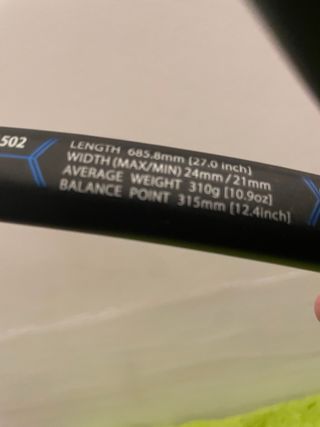 502
LENGTH 685.8mm [27.0 inch]
WIDTH (MAX/MIN) 24mm / 21mm
AVERAGE WEIGHT 310g [10.9oz]
BALANCE POINT 315mm [12.4inch]